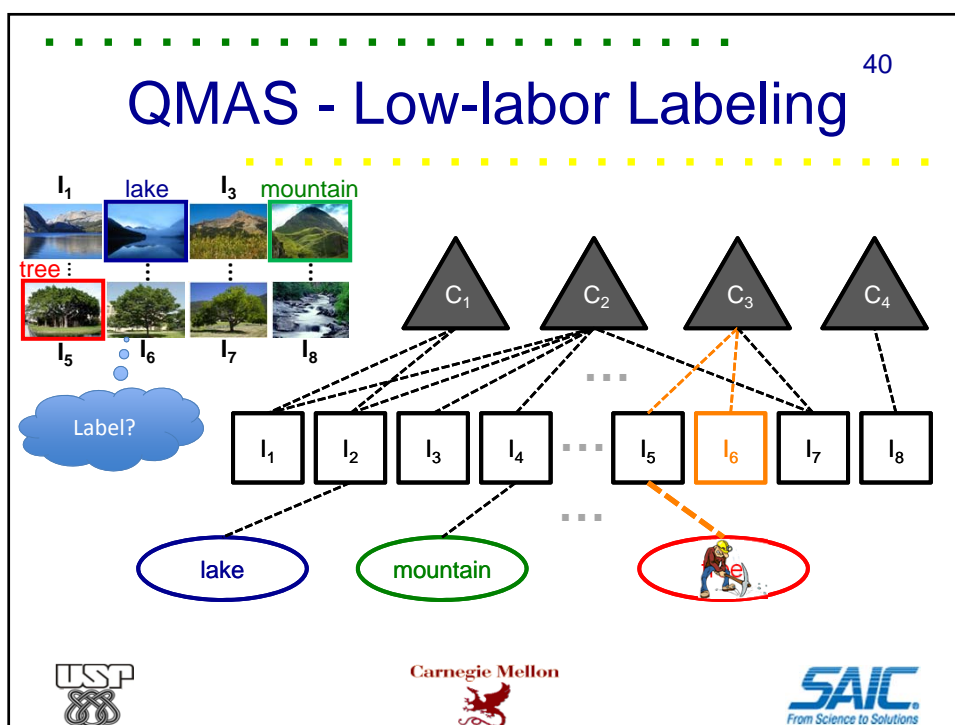 40
QMAS - Low-labor Labeling
I1 lake I3 mountain
tree
I5 I6 I7 I8
Label?
C1 C2 C3 C4
...
I1 I2 I3 I4 ... I5 I6 I7 I8
...
lake mountain
USP Carnegie Mellon SAIC
From Science to Solutions